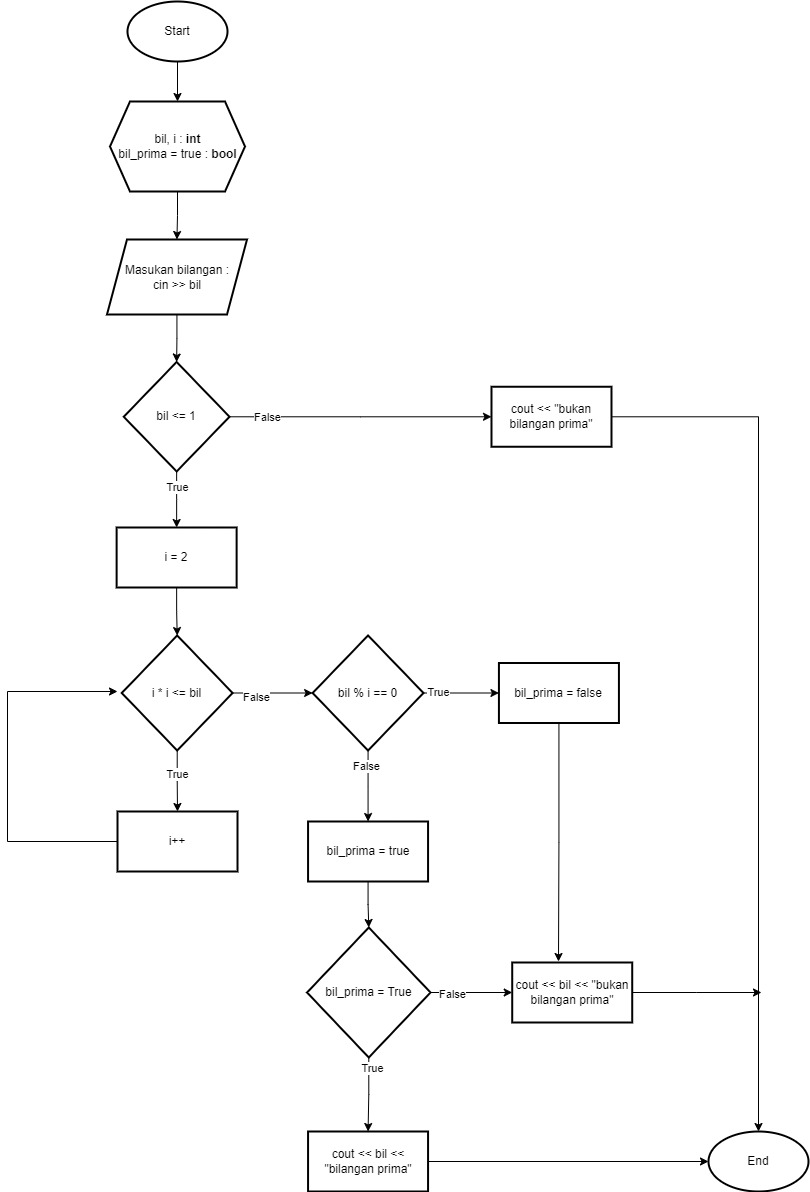 Start
bil, i : int
bil_prima = true : bool
Masukan bilangan :
cin >> bil
bil <= 1
False
cout << "bukan
bilangan prima"
True
i = 2
i * i <= bil
False
bil % i == 0
True
bil_prima = false
True
False
i++
bil_prima = true
bil_prima = True
False
cout << bil << "bukan
bilangan prima"
True
cout << bil <<
"bilangan prima"
End